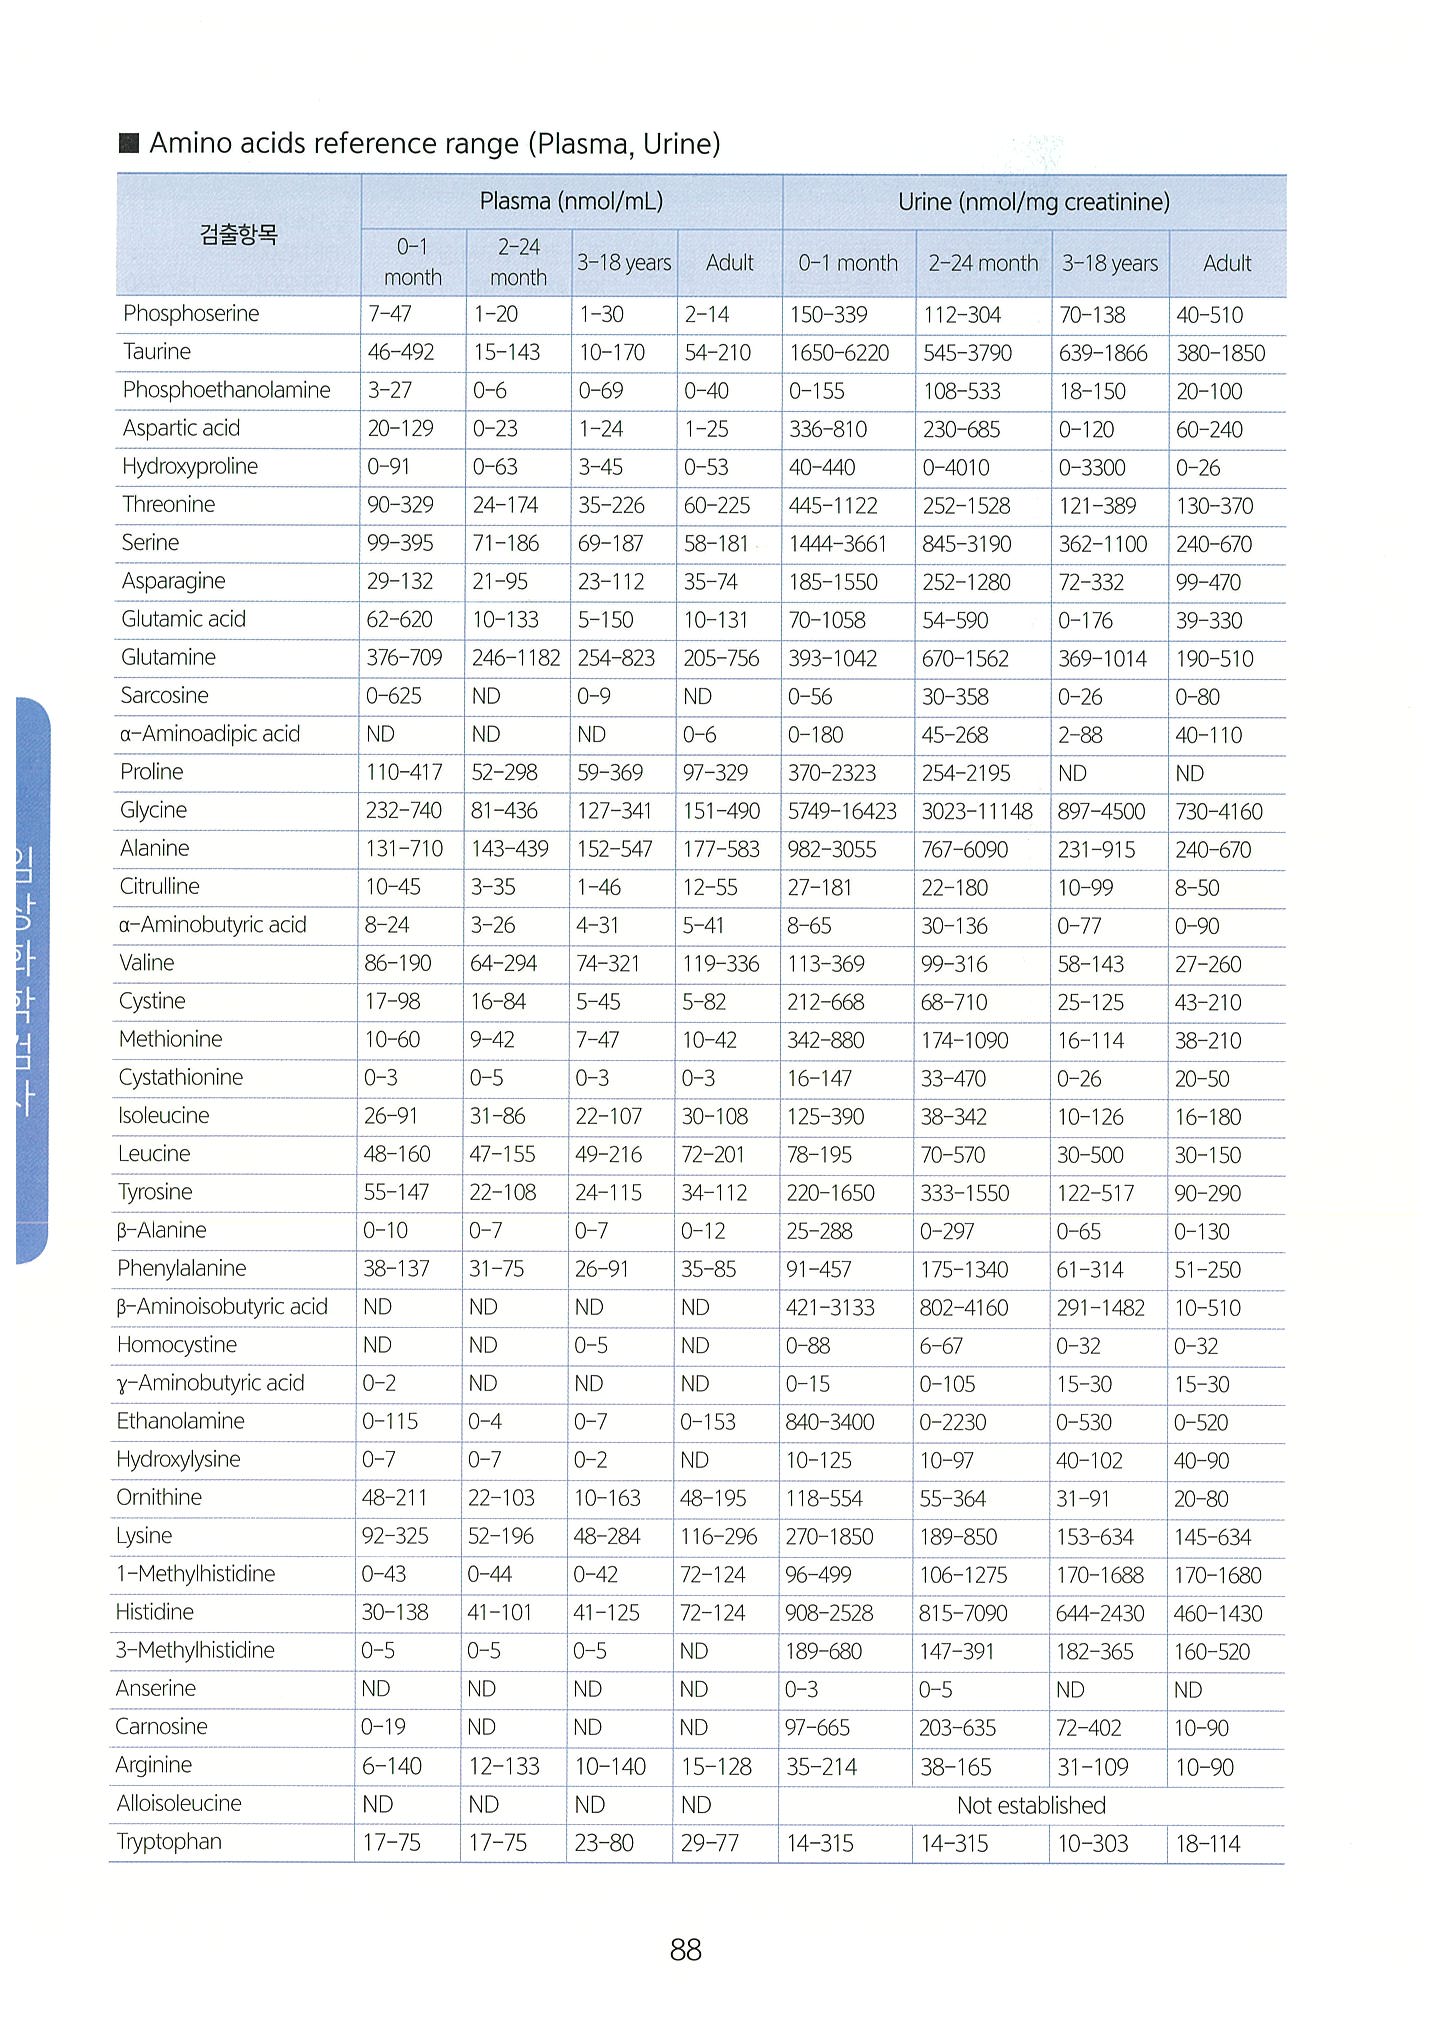 ■ Amino acids reference range (Plasma, Urine)
검출항목 Plasma (nmol/mL) Urine (nmol/mg creatinine)
0-1 month 2-24 month 3-18 years Adult 0-1 month 2-24 month 3-18 years Adult
Phosphoserine 7-47 1-20 1-30 2-14 150-339 112-304 70-138 40-510
Taurine 46-492 15-143 10-170 54-210 1650-6220 545-3790 639-1866 380-1850
Phosphoethanolamine 3-27 0-6 0-69 0-40 0-155 108-533 18-150 20-100
Aspartic acid 20-129 0-23 1-24 1-25 336-810 230-685 0-120 60-240
Hydroxyproline 0-91 0-63 3-45 0-53 40-440 0-4010 0-3300 0-26
Threonine 90-329 24-174 35-226 60-225 445-1122 252-1528 121-389 130-370
Serine 99-395 71-186 69-187 58-181 1444-3661 845-3190 362-1100 240-670
Asparagine 29-132 21-95 23-112 35-74 185-1550 252-1280 72-332 99-470
Glutamic acid 62-620 10-133 5-150 10-131 70-1058 54-590 0-176 39-330
Glutamine 376-709 246-1182 254-823 205-756 393-1042 670-1562 369-1014 190-510
Sarcosine 0-625 ND 0-9 ND 0-56 30-358 0-26 0-80
α-Aminoadipic acid ND ND ND 0-6 0-180 45-268 2-88 40-110
Proline 110-417 52-298 59-369 97-329 370-2323 254-2195 ND ND
Glycine 232-740 81-436 127-341 151-490 5749-16423 3023-11148 897-4500 730-4160
Alanine 131-710 143-439 152-547 177-583 982-3055 767-6090 231-915 240-670
Citrulline 10-45 3-35 1-46 12-55 27-181 22-180 10-99 8-50
α-Aminobutyric acid 8-24 3-26 4-31 5-41 8-65 30-136 0-77 0-90
Valine 86-190 64-294 74-321 119-336 113-369 99-316 58-143 27-260
Cystine 17-98 16-84 5-45 5-82 212-668 68-710 25-125 43-210
Methionine 10-60 9-42 7-47 10-42 342-880 174-1090 16-114 38-210
Cystathionine 0-3 0-5 0-3 0-3 16-147 33-470 0-26 20-50
Isoleucine 26-91 31-86 22-107 30-108 125-390 38-342 10-126 16-180
Leucine 48-160 47-155 49-216 72-201 78-195 70-570 30-500 30-150
Tyrosine 55-147 22-108 24-115 34-112 220-1650 333-1550 122-517 90-290
β-Alanine 0-10 0-7 0-7 0-12 25-288 0-297 0-65 0-130
Phenylalanine 38-137 31-75 26-91 35-85 91-457 175-1340 61-314 51-250
β-Aminoisobutyric acid ND ND ND ND 421-3133 802-4160 291-1482 10-510
Homocystine ND ND 0-5 ND 0-88 6-67 0-32 0-32
γ-Aminobutyric acid 0-2 ND ND ND 0-15 0-105 15-30 15-30
Ethanolamine 0-115 0-4 0-7 0-153 840-3400 0-2230 0-530 0-520
Hydroxylysine 0-7 0-7 0-2 ND 10-125 10-97 40-102 40-90
Ornithine 48-211 22-103 10-163 48-195 118-554 55-364 31-91 20-80
Lysine 92-325 52-196 48-284 116-296 270-1850 189-850 153-634 145-634
1-Methylhistidine 0-43 0-44 0-42 72-124 96-499 106-1275 170-1688 170-1680
Histidine 30-138 41-101 41-125 72-124 908-2528 815-7090 644-2430 460-1430
3-Methylhistidine 0-5 0-5 0-5 ND 189-680 147-391 182-365 160-520
Anserine ND ND ND ND 0-3 0-5 ND ND
Carnosine 0-19 ND ND ND 97-665 203-635 72-402 10-90
Arginine 6-140 12-133 10-140 15-128 35-214 38-165 31-109 10-90
Alloisoleucine ND ND ND ND Not established
Tryptophan 17-75 17-75 23-80 29-77 14-315 14-315 10-303 18-114
88